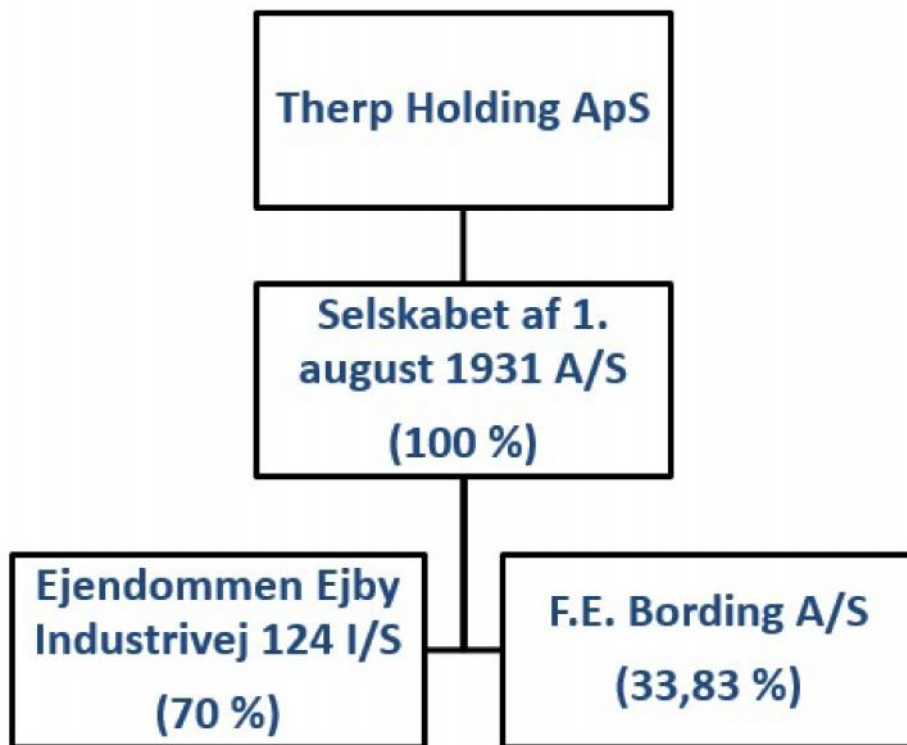 Therp Holding ApS
Selskabet af 1.
august 1931 A/S
(100 %)
Ejendommen Ejby
Industrivej 124 I/S
(70 %)
F.E. Bording A/S
(33,83 %)